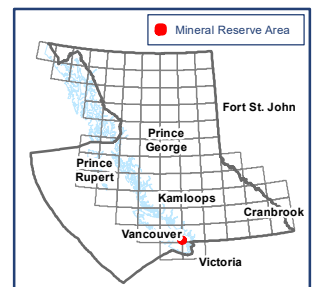 Mineral Reserve Area
Fort St. John
Prince
George
Prince
Rupert
Kamloops
Cranbrook
Vancouver
Victoria